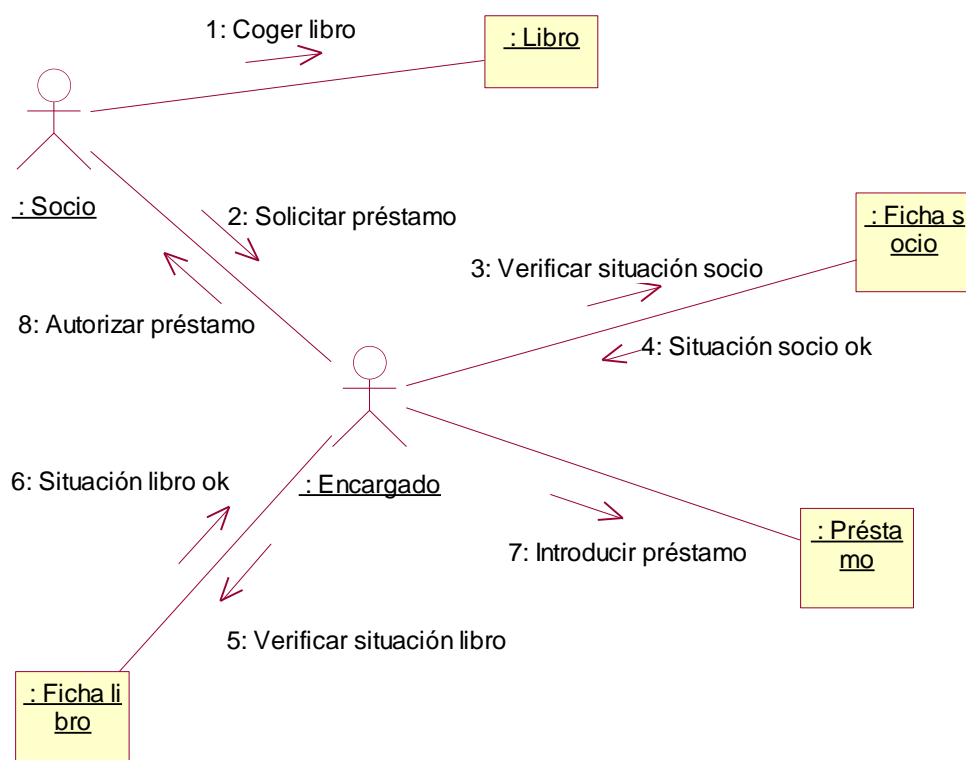 1: Coger libro
: Libro
: Socio
2: Solicitar préstamo
: Ficha s
ocio
3: Verificar situación socio
8: Autorizar préstamo
4: Situación socio ok
6: Situación libro ok
: Encargado
: Présta
mo
7: Introducir préstamo
5: Verificar situación libro
: Ficha li
bro